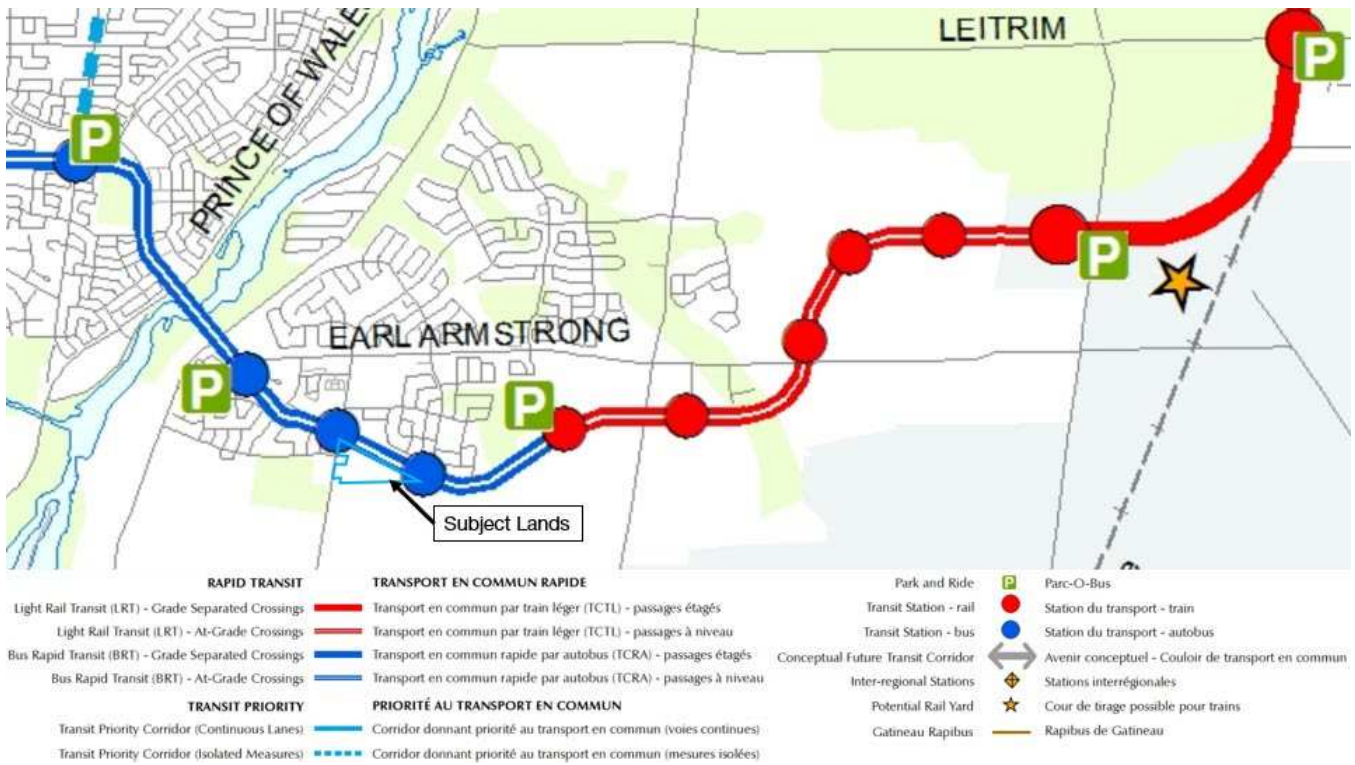 LEITRIM
P
P
PRINCE OF WALES
P
EARL ARMSTRONG
P
P
Subject Lands
RAPID TRANSIT TRANSPORT EN COMMUN RAPIDE
Light Rail Transit (LRT) - Grade Separated Crossings Transport en commun par train léger (TCTL) - passages étagés
Light Rail Transit (LRT) - At-Grade Crossings Transport en commun par train léger (TCTL) - passages à niveau
Bus Rapid Transit (BRT) - Grade Separated Crossings Transport en commun rapide par autobus (TCRA) - passages étagés
Bus Rapid Transit (BRT) - At-Grade Crossings Transport en commun rapide par autobus (TCRA) - passages à niveau
TRANSIT PRIORITY PRIORITÉ AU TRANSPORT EN COMMUN
Transit Priority Corridor (Continuous Lanes) Corridor donnant priorité au transport en commun (voies continues)
Transit Priority Corridor (Isolated Measures) Corridor donnant priorité au transport en commun (mesures isolées)
Park and Ride P Parc-O-Bus
Transit Station - rail Station du transport - train
Transit Station - bus Station du transport - autobus
Conceptual Future Transit Corridor Avenir conceptuel - Couloir de transport en commun
Inter-regional Stations Stations interrégionales
Potential Rail Yard Cour de tirage possible pour trains
Gatineau Rapibus Rapibus de Gatineau